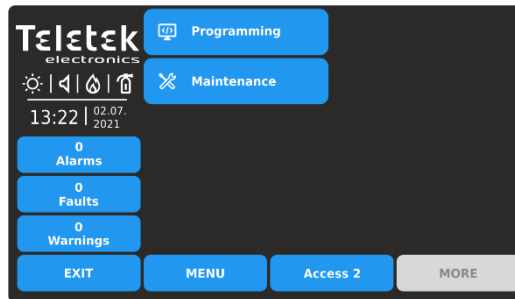 Teletek
electronics
13:22
02.07.
2021
0
Alarms
0
Faults
0
Warnings
Programming
Maintenance
EXIT
MENU
Access 2
MORE